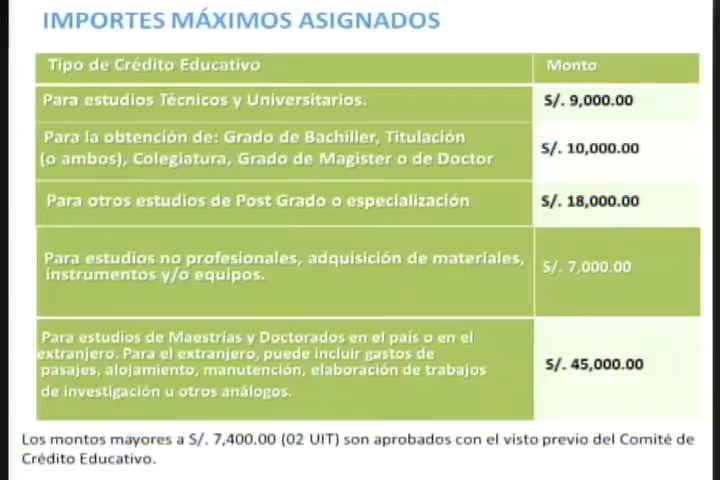 IMPORTES MÁXIMOS ASIGNADOS
Tipo de Crédito Educativo
Monto
Para estudios Técnicos y Universitarios.
S/. 9,000.00
Para la obtención de: Grado de Bachiller, Titulación
(o ambos), Colegiatura, Grado de Magister o de Doctor
S/. 10,000.00
Para otros estudios de Post Grado o especialización
S/. 18,000.00
Para estudios no profesionales, adquisición de materiales,
instrumentos y/o equipos.
S/. 7,000.00
Para estudios de Maestrías y Doctorados en el país o en el
extranjero. Para el extranjero, puede incluir gastos de
pasajes, alojamiento, manutención, elaboración de trabajos
de investigación u otros análogos.
S/. 45,000.00
Los montos mayores a S/. 7,400.00 (02 UIT) son aprobados con el visto previo del Comité de
Crédito Educativo.